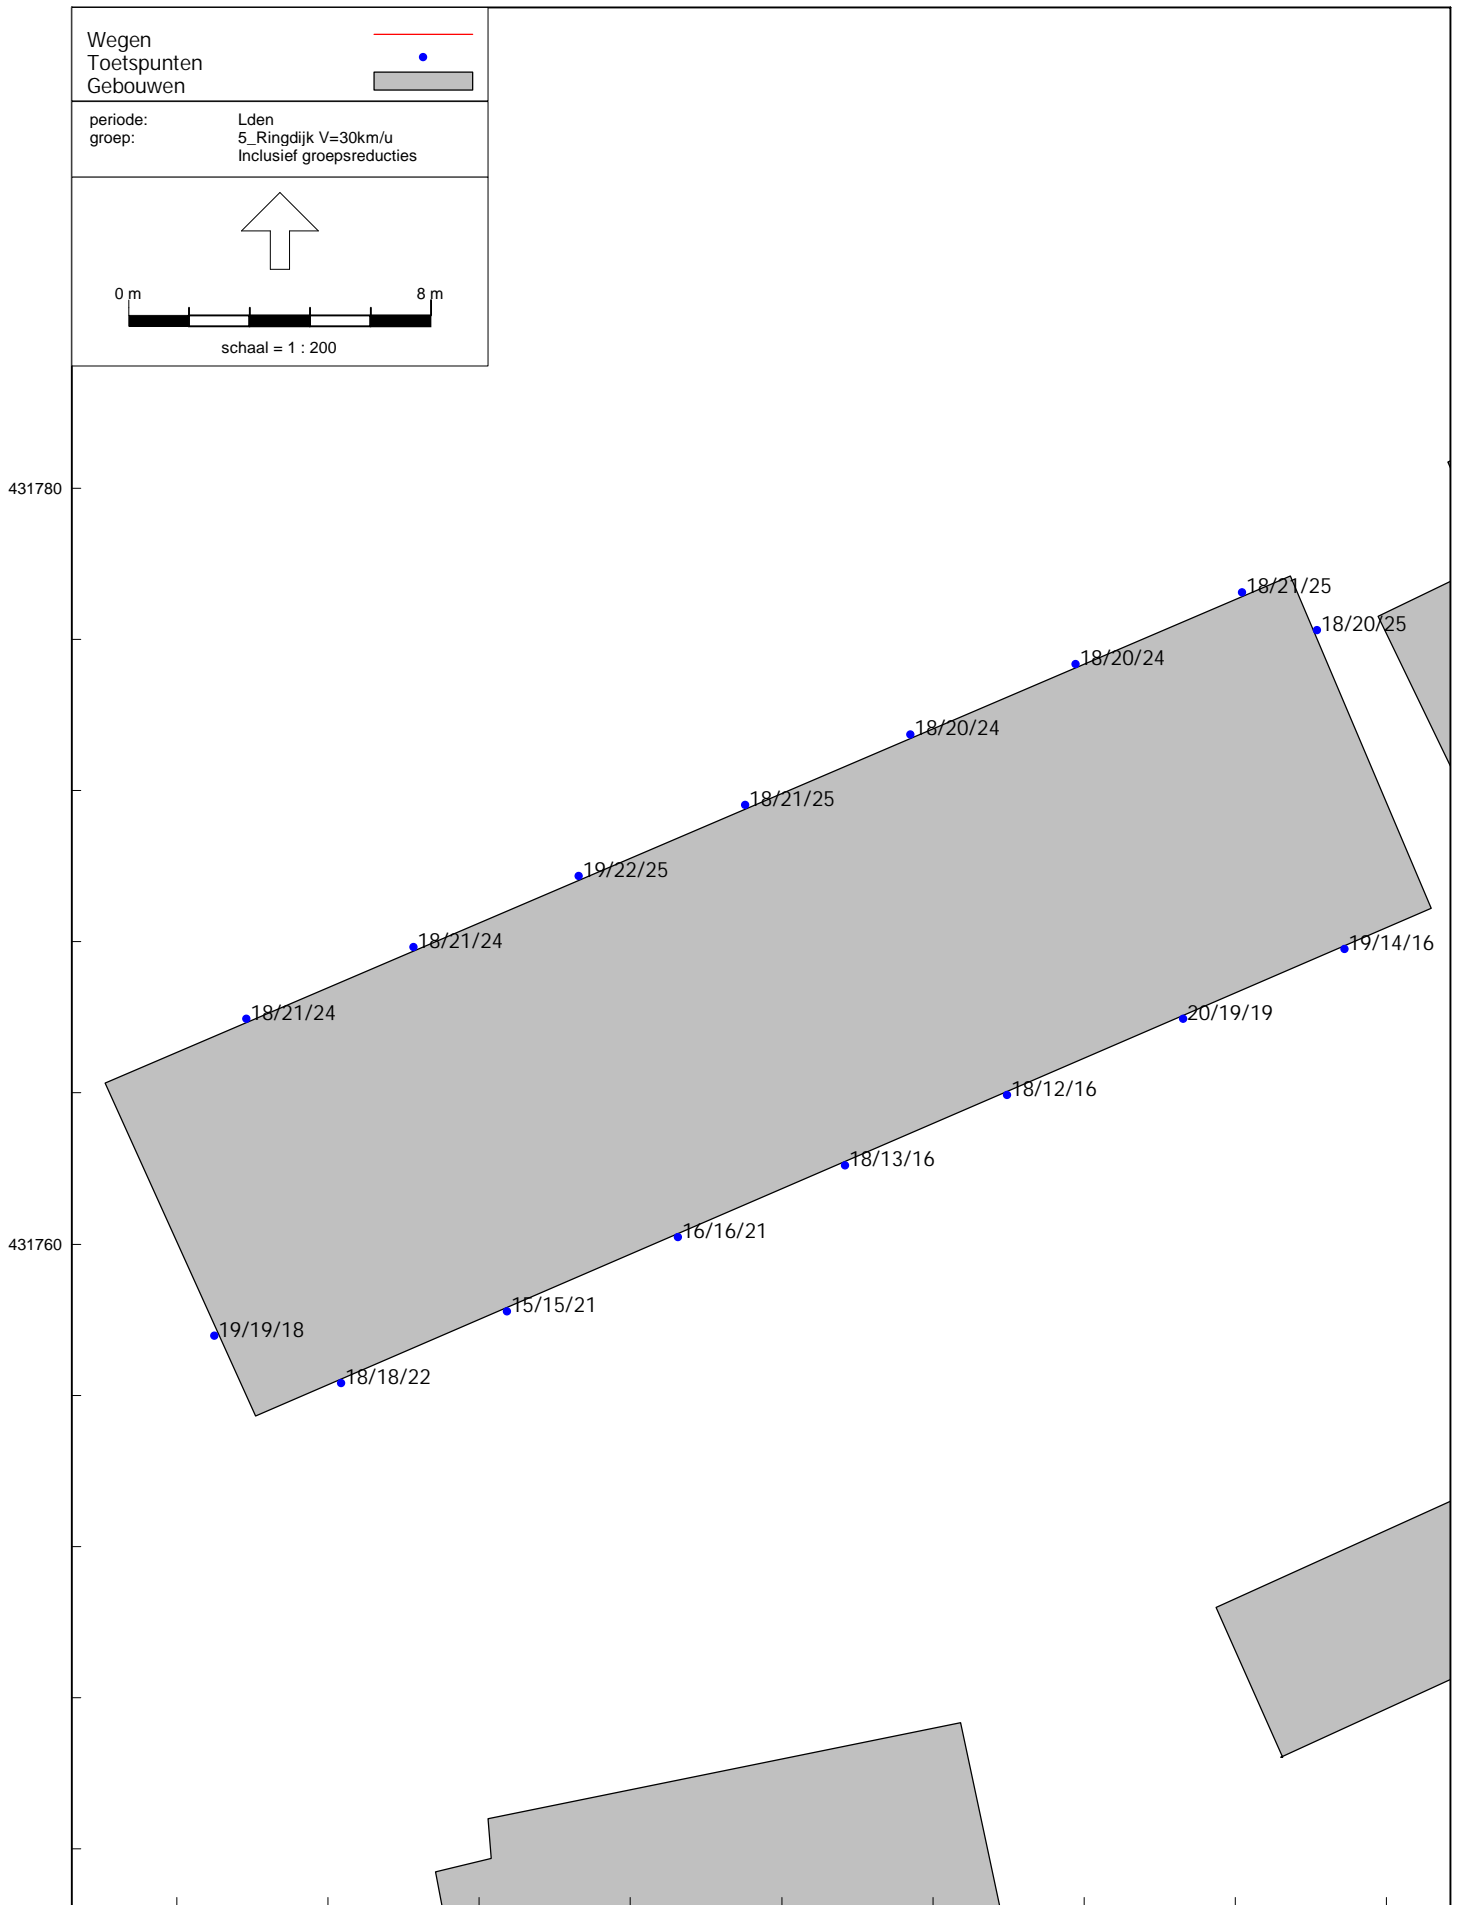 Wegen
Toetspunten
Gebouwen
periode: Lden
groep: 5_Ringdijk V=30km/u
Inclusief groepsreducties
0 m 8 m
schaal = 1 : 200
431780
18/21/25
18/20/25
18/20/24
18/20/24
18/21/25
19/22/25
18/21/24
19/14/16
18/21/24
20/19/19
18/12/16
18/13/16
431760
16/16/21
15/15/21
19/19/18
18/18/22